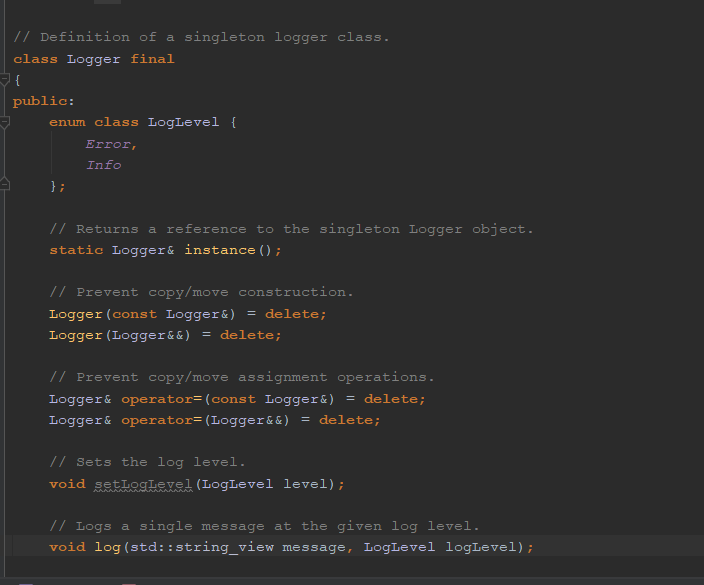 // Definition of a singleton logger class.
class Logger final
{
public:
    enum class LogLevel {
        Error,
        Info
    };
    // Returns a reference to the singleton Logger object.
    static Logger& instance();
    // Prevent copy/move construction.
    Logger(const Logger&) = delete;
    Logger(Logger&&) = delete;
    // Prevent copy/move assignment operations.
    Logger& operator=(const Logger&) = delete;
    Logger& operator=(Logger&&) = delete;
    // Sets the log level.
    void setLogLevel(LogLevel level);
    // Logs a single message at the given log level.
    void log(std::string_view message, LogLevel logLevel);